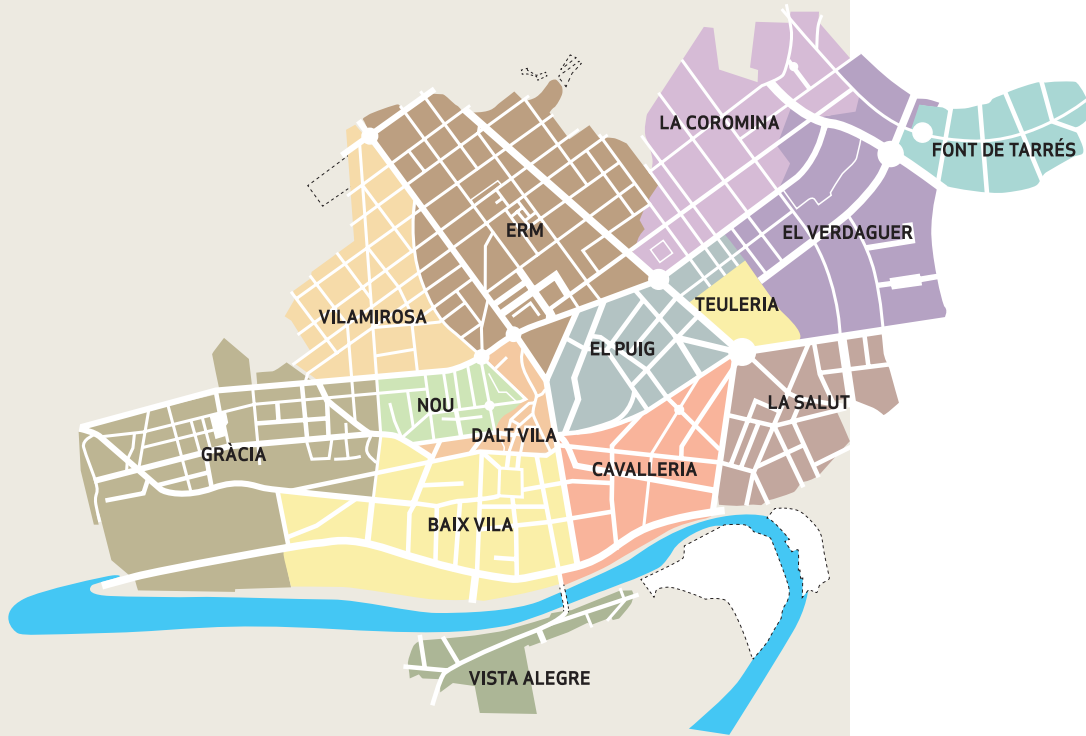 LA COROMINA
FONT DE TARRÉS
ERM
EL VERDAGUER
TEULERIA
VILAMIROSA
EL PUIG
NOU
LA SALUT
DALT VILA
GRÀCIA
CAVALLERIA
BAIX VILA
VISTA ALEGRE